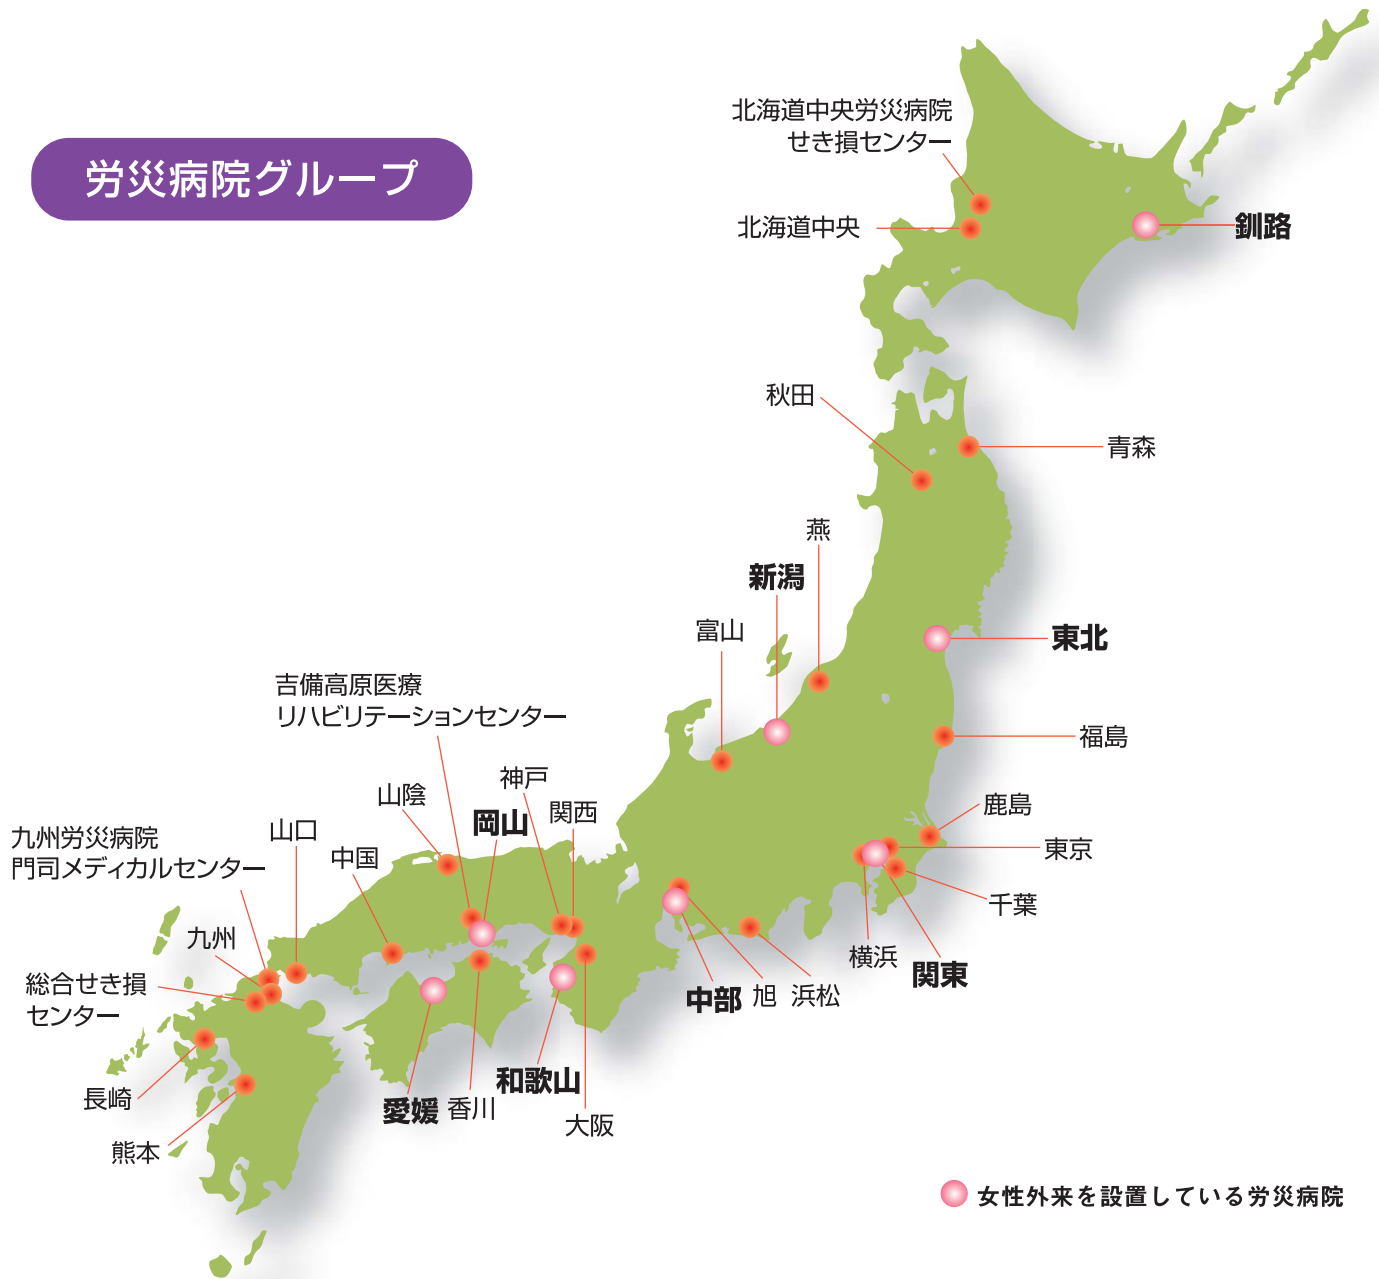 労災病院グループ
北海道中央労災病院
せき損センター
北海道中央
釧路
秋田
青森
燕
新潟
富山
東北
吉備高原医療
リハビリテーションセンター
福島
神戸
山陰
関西
岡山
鹿島
九州労災病院
門司メディカルセンター
山口
中国
東京
千葉
九州
横浜
関東
総合せき損
センター
中部
旭
浜松
和歌山
長崎
愛媛
香川
大阪
熊本
女性外来を設置している労災病院